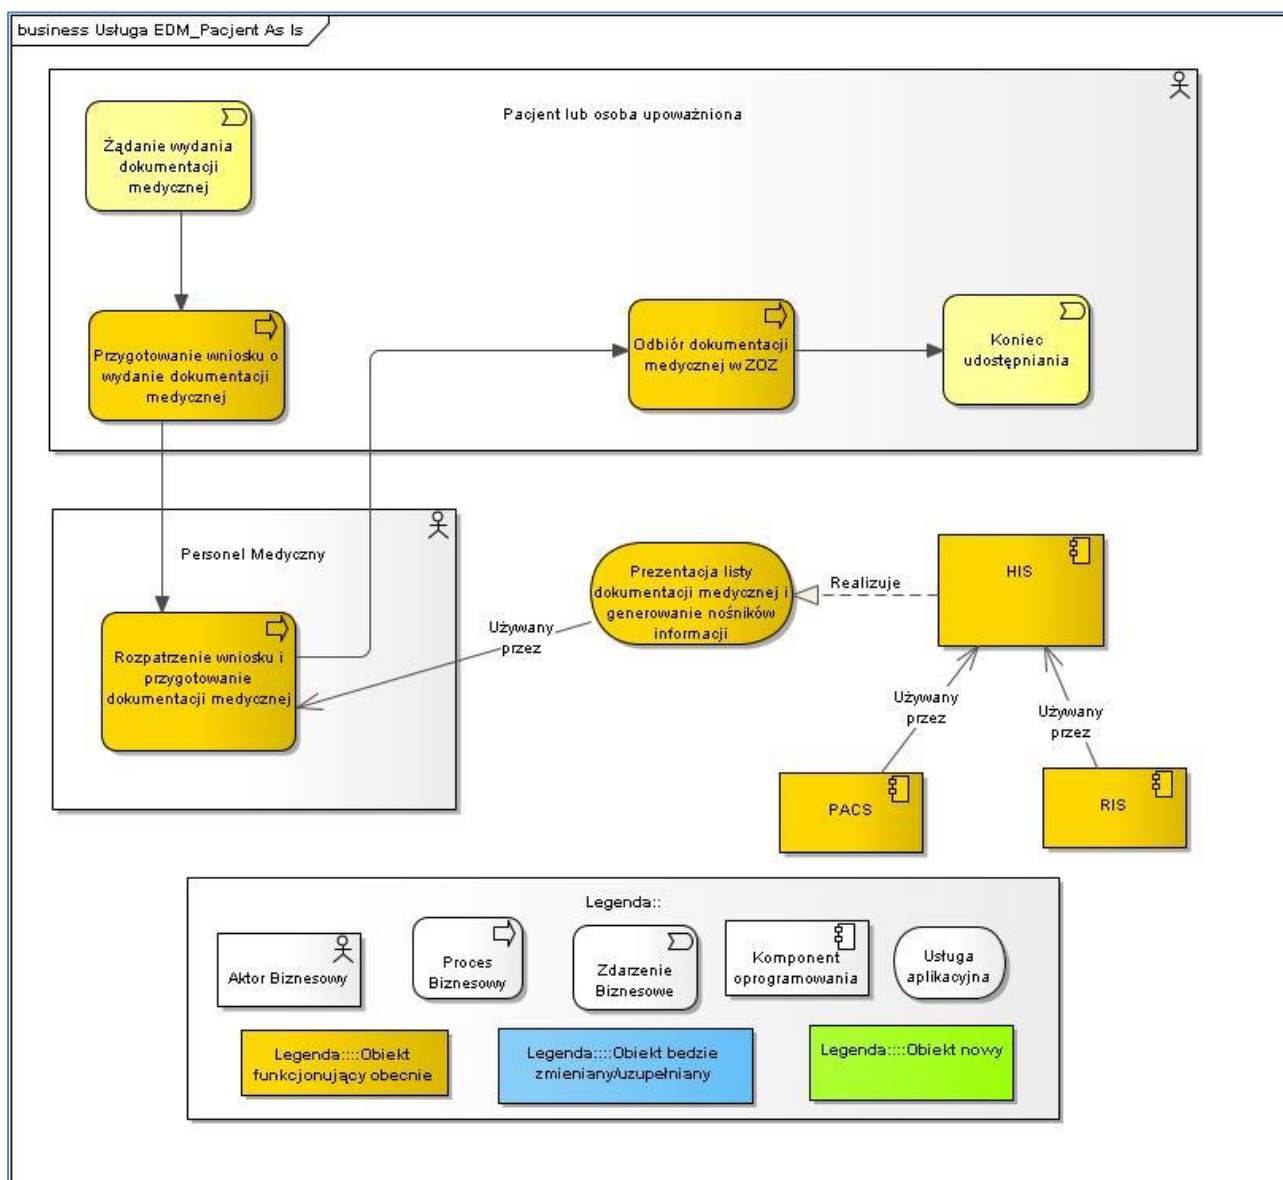 business Usługa EDM_Pacjent As Is
Pacjent lub osoba upoważniona
Żądanie wydania
dokumentacji
medycznej
Przygotowanie wniosku o
wydanie dokumentacji
medycznej
Odbiór dokumentacji
medycznej w ZOZ
Koniec
udostępniania
Personel Medyczny
Rozpatrzenie wniosku i
przygotowanie
dokumentacji medycznej
Używany
przez
Prezentacja listy
dokumentacji medycznej i
generowanie nośników
informacji
Realizuje
HIS
Używany
przez
Używany
przez
PACS
RIS
Legenda::
Aktor Biznesowy
Proces
Biznesowy
Zdarzenie
Biznesowe
Komponent
oprogramowania
Usługa
aplikacyjna
Legenda::::Obiekt
funkcjonujący obecnie
Legenda::::Obiekt bedzie
zmieniany/uzupełniany
Legenda::::Obiekt nowy